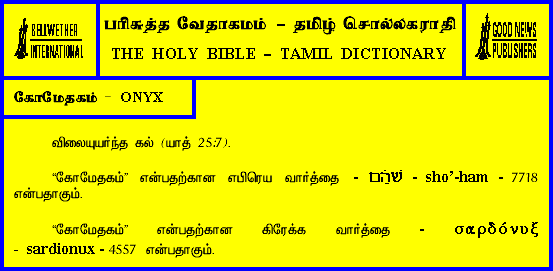 BELLWETHER
INTERNATIONAL
பரிசுத்த வேதாகமம் – தமிழ் சொல்லகராதி
THE HOLY BIBLE – TAMIL DICTIONARY
GOOD NEWS
PUBLISHERS
கோமேதகம் – ONYX
விலையுயர்ந்த கல் (யாத் 25:7).
“கோமேதகம்” என்பதற்கான எபிரெய வார்த்தை - שֹׁהַם - sho’-ham - 7718
என்பதாகும்.
“கோமேதகம்” என்பதற்கான கிரேக்க வார்த்தை - σαρδόνυξ
- sardionux - 4557 என்பதாகும்.